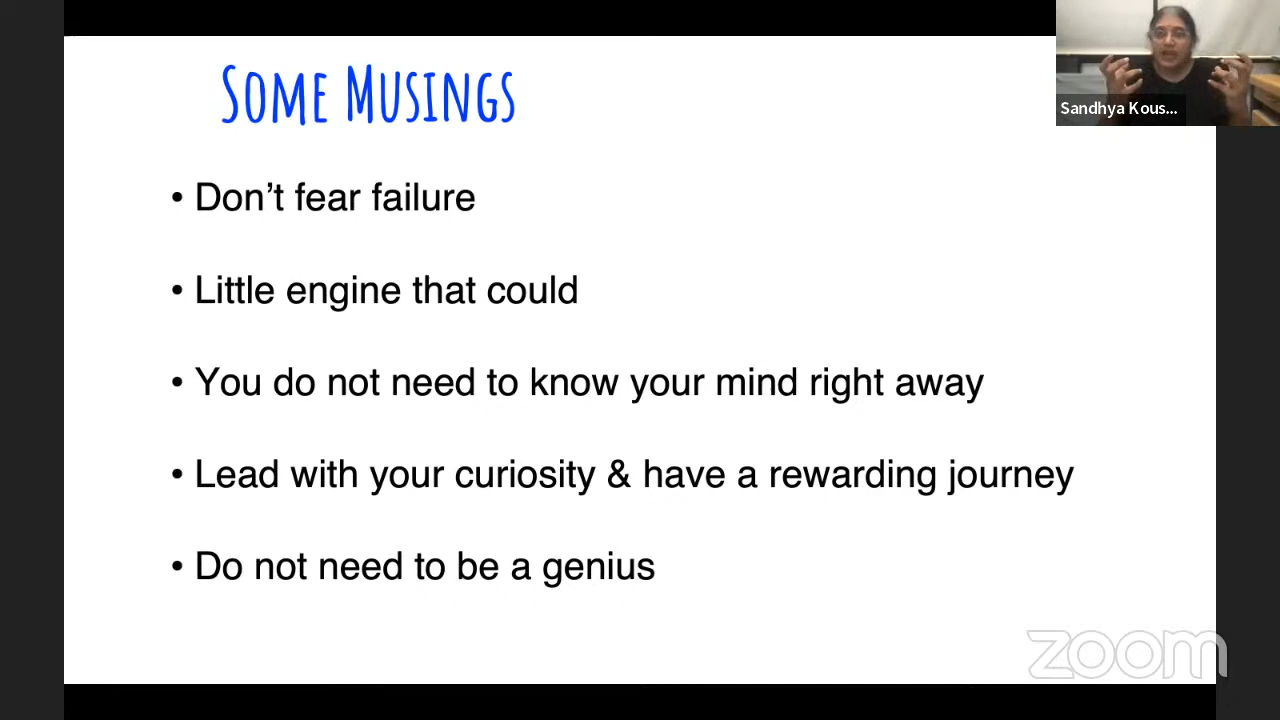 Some Musings
Sandhya Kous...
• Don’t fear failure
• Little engine that could
• You do not need to know your mind right away
• Lead with your curiosity & have a rewarding journey
• Do not need to be a genius
zoom